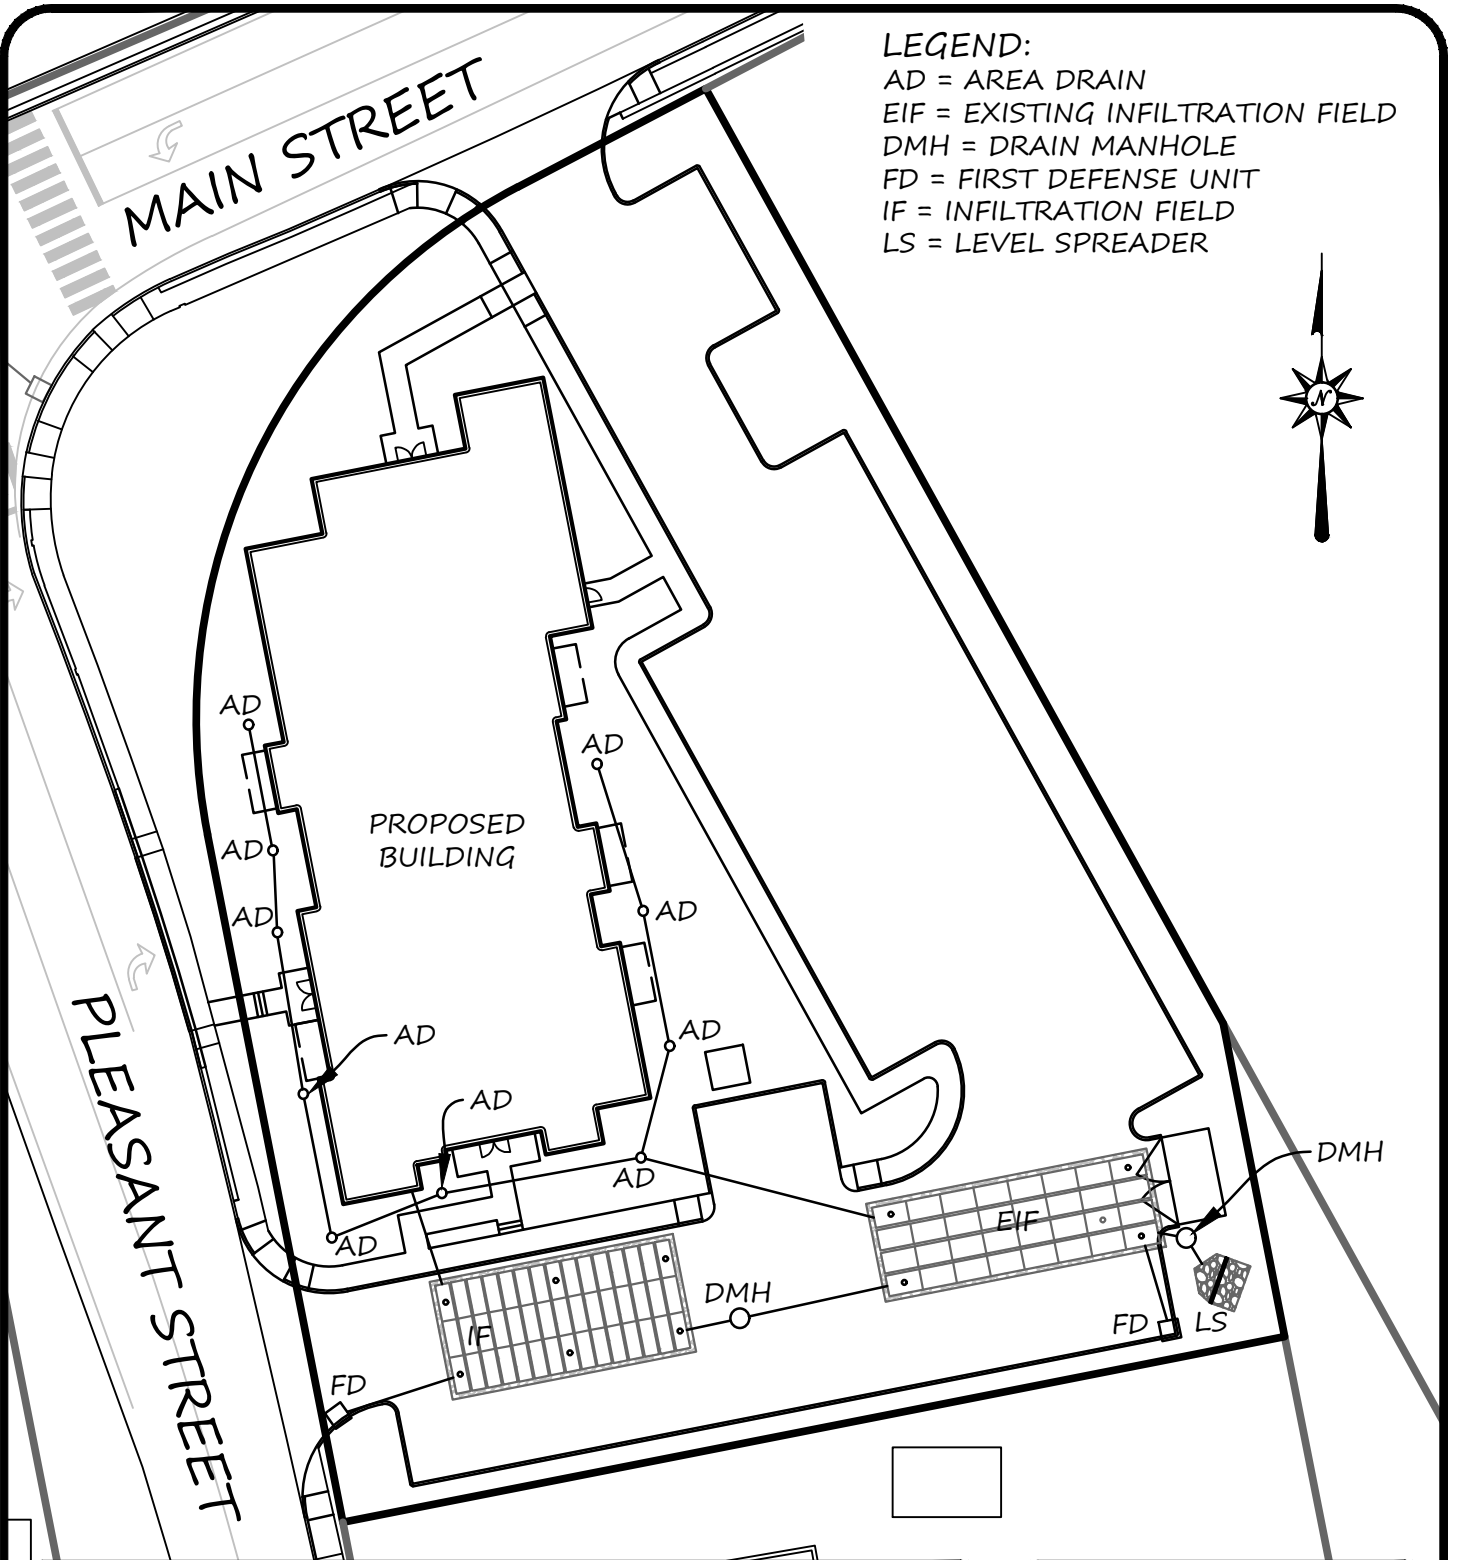 LEGEND:
AD = AREA DRAIN
EIF = EXISTING INFILTRATION FIELD
DMH = DRAIN MANHOLE
FD = FIRST DEFENSE UNIT
IF = INFILTRATION FIELD
LS = LEVEL SPREADER
MAIN STREET
N
AD
AD
PROPOSED
BUILDING
AD
AD
AD
AD
AD
AD
PLEASANT STREET
DMH
AD
EIF
AD
DMH
IF
FD
LS
FD